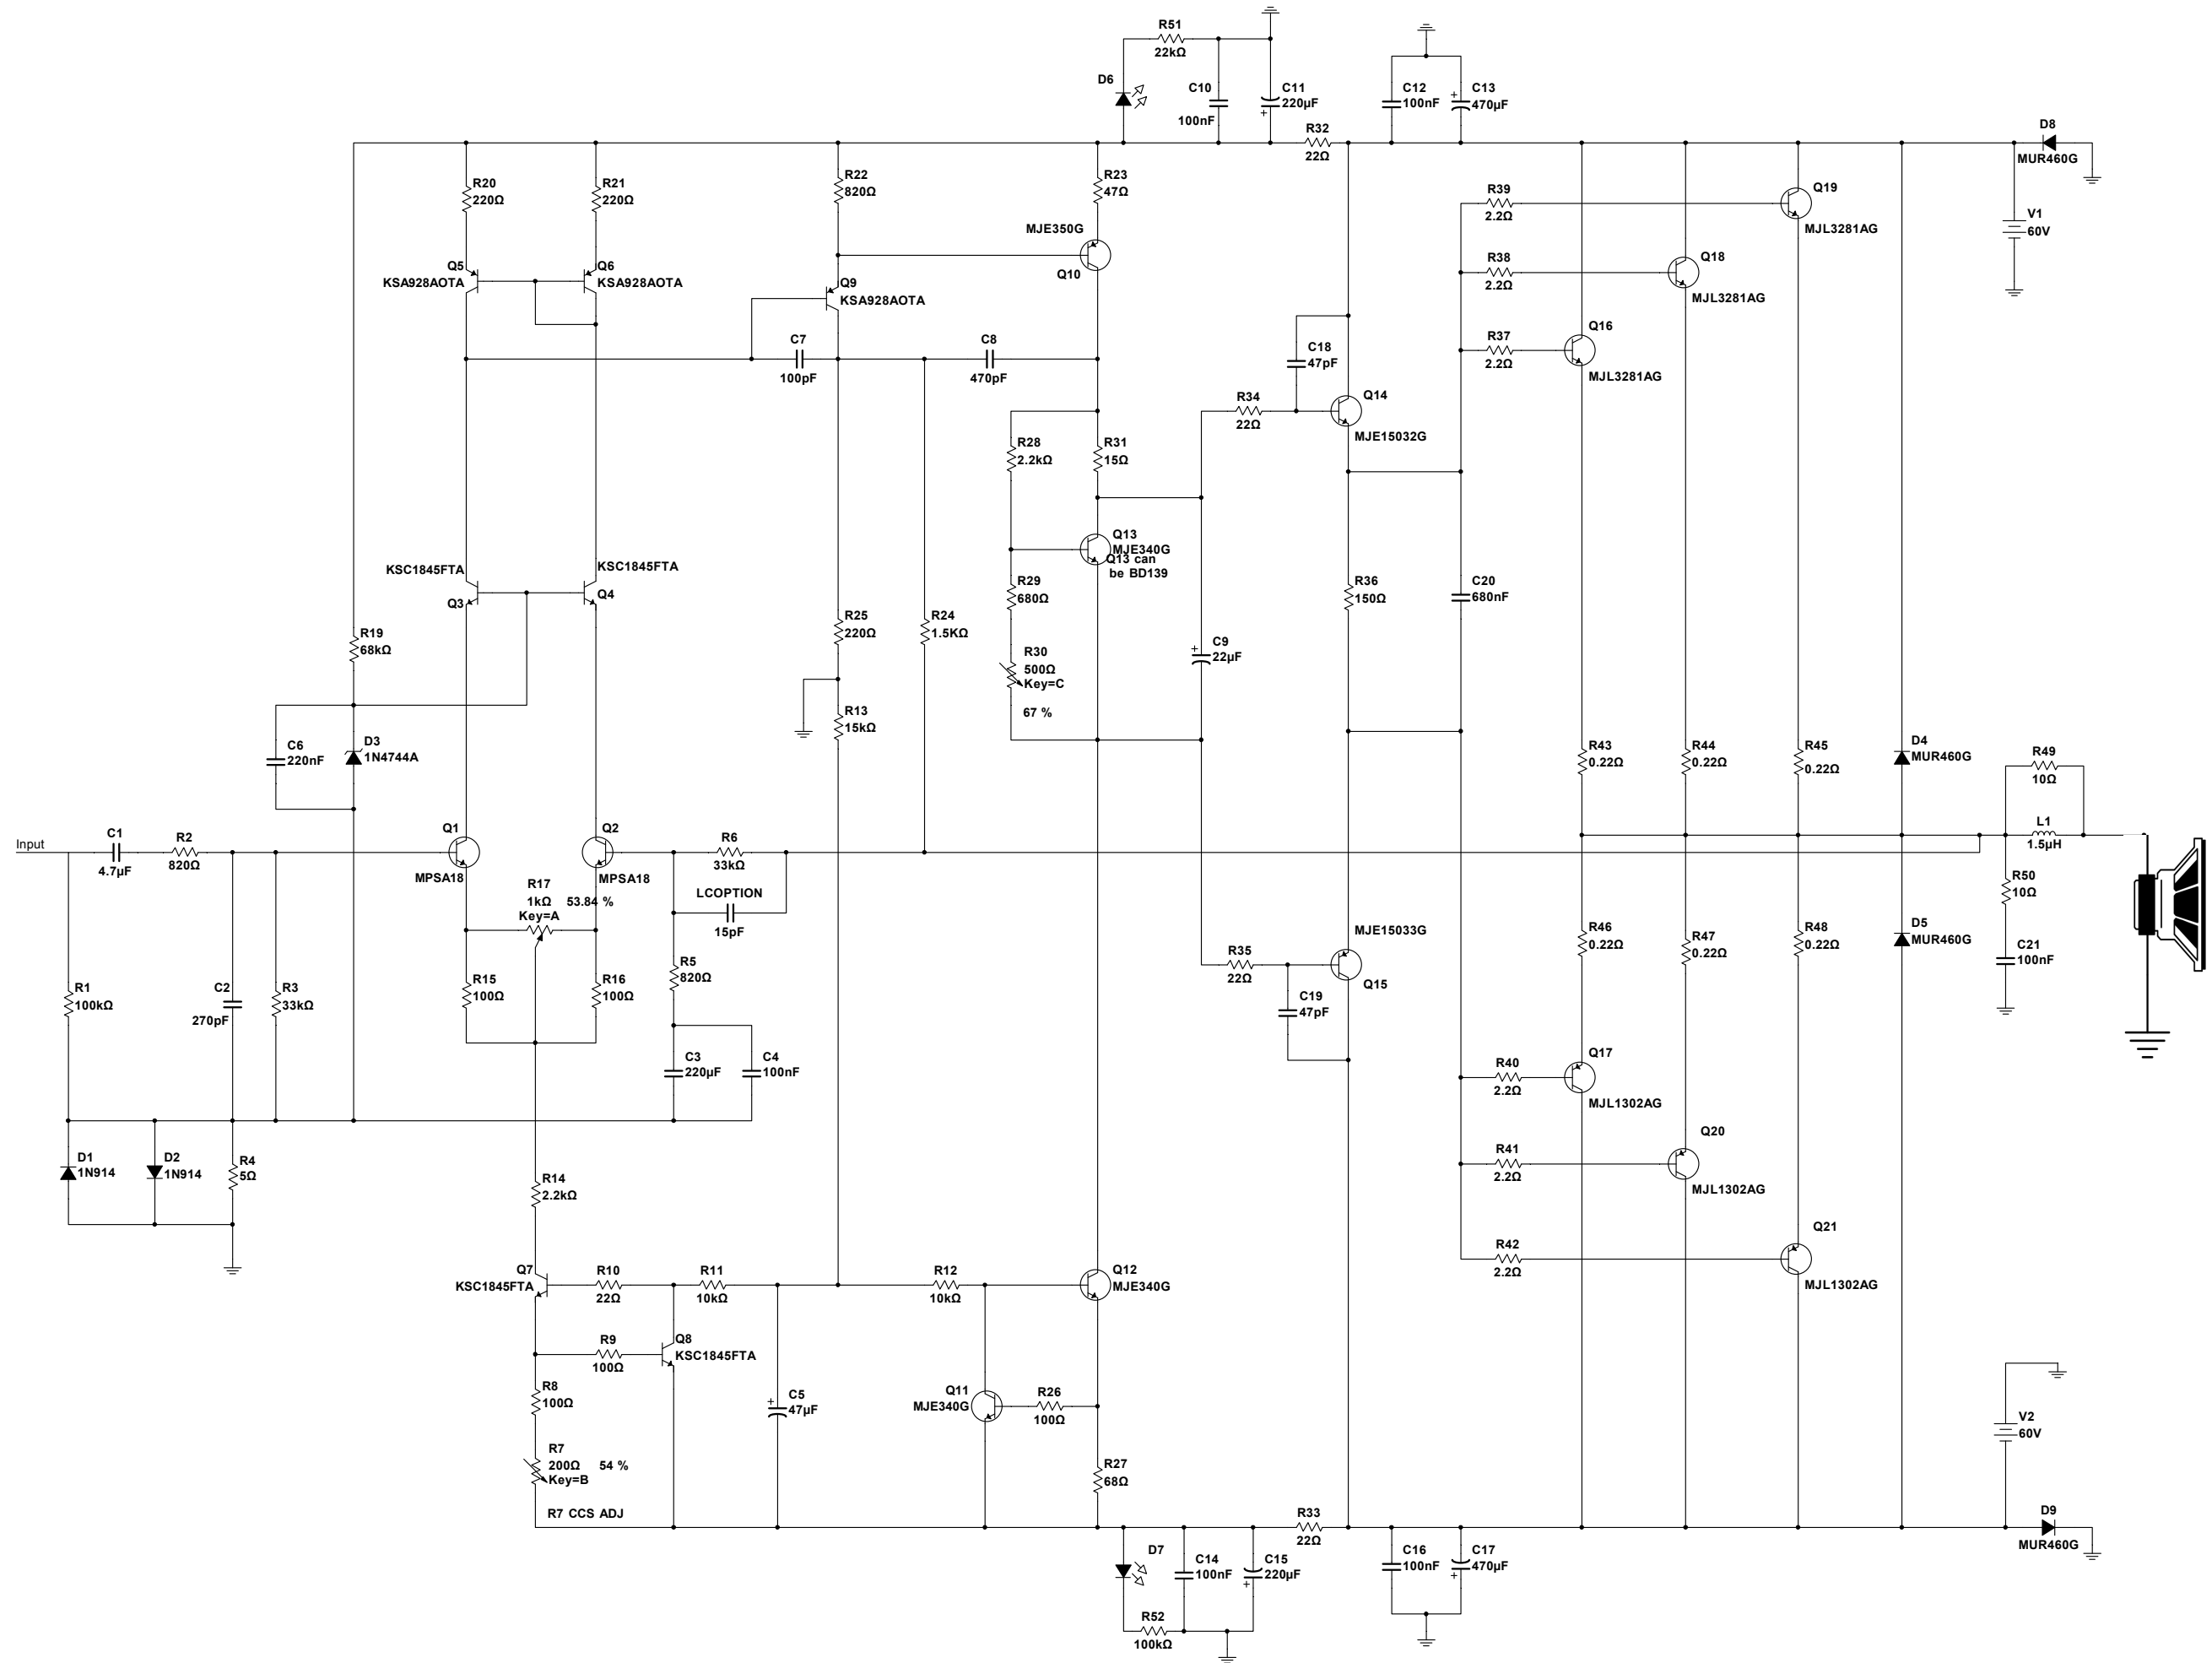 R51
22kΩ
D6
C10
100nF
C11
220µF
C12
100nF
C13
470µF
R32
22Ω
D8
MUR460G
R20
220Ω
R21
220Ω
R22
820Ω
R23
47Ω
R39
2.2Ω
Q19
MJL3281AG
V1
60V
MJE350G
Q10
Q5
KSA928AOTA
Q6
KSA928AOTA
Q9
KSA928AOTA
R38
2.2Ω
Q18
MJL3281AG
C7
100pF
C8
470pF
C18
47pF
R37
2.2Ω
Q16
MJL3281AG
R34
22Ω
Q14
MJE15032G
R28
2.2kΩ
R31
15Ω
KSC1845FTA
Q3
KSC1845FTA
Q4
Q13
MJE340G
Q13 can
be BD139
R29
680Ω
R36
150Ω
C20
680nF
R19
68kΩ
R25
220Ω
R24
1.5KΩ
R30
500Ω
Key=C
67 %
C9
22µF
R13
15kΩ
C6
220nF
D3
1N4744A
R43
0.22Ω
R44
0.22Ω
R45
0.22Ω
D4
MUR460G
R49
10Ω
L1
1.5µH
Input
C1
4.7µF
R2
820Ω
Q1
MPSA18
Q2
MPSA18
R6
33kΩ
LCOPTION
15pF
R17
1kΩ 53.84 %
Key=A
R50
10Ω
R46
0.22Ω
R47
0.22Ω
R48
0.22Ω
D5
MUR460G
C21
100nF
MJE15033G
Q15
R35
22Ω
C19
47pF
R1
100kΩ
C2
270pF
R3
33kΩ
R15
100Ω
R16
100Ω
R5
820Ω
C3
220µF
C4
100nF
R40
2.2Ω
Q17
MJL1302AG
D1
1N914
D2
1N914
R4
5Ω
R14
2.2kΩ
R41
2.2Ω
Q20
MJL1302AG
R42
2.2Ω
Q21
MJL1302AG
Q7
KSC1845FTA
R10
22Ω
R11
10kΩ
R12
10kΩ
Q12
MJE340G
R9
100Ω
Q8
KSC1845FTA
R8
100Ω
C5
47µF
Q11
MJE340G
R26
100Ω
R7
200Ω 54 %
Key=B
R27
68Ω
V2
60V
R7 CCS ADJ
R33
22Ω
D9
MUR460G
D7
C14
100nF
C15
220µF
C16
100nF
C17
470µF
R52
100kΩ